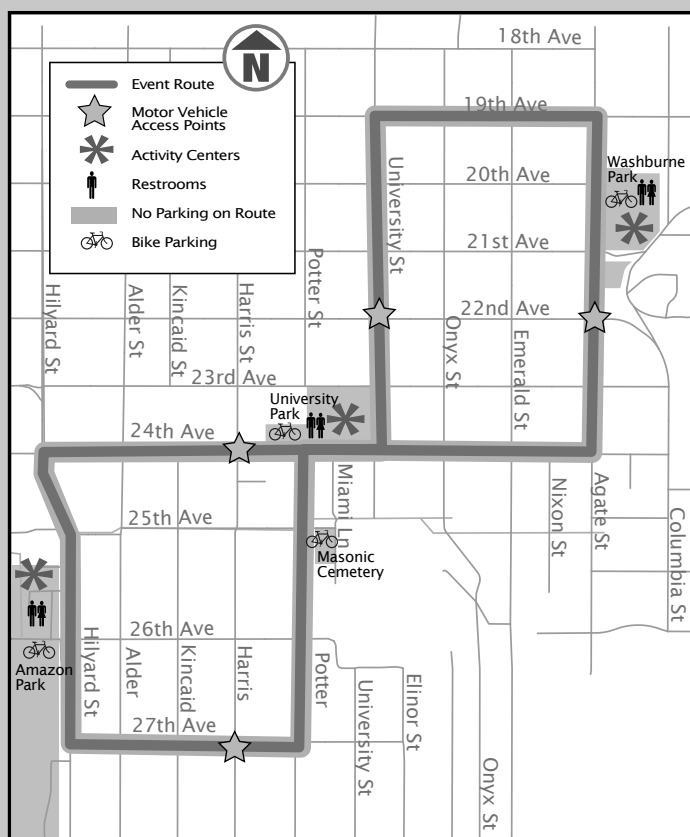 18th Ave
N
Event Route
Motor Vehicle
Access Points
Activity Centers
Restrooms
No Parking on Route
Bike Parking
19th Ave
Washburne
Park
20th Ave
University St
21st Ave
Potter St
Hilyard St
Alder St
Kincaid St
Harris St
22nd Ave
Onyx St
Emerald St
23rd Ave
University
Park
24th Ave
Miami Ln
Nixon St
Agate St
Columbia St
25th Ave
Masonic
Cemetery
26th Ave
Hilyard St
Alder
Kincaid
Harris
Potter
University St
Elinor St
Amazon
Park
27th Ave
Onyx St